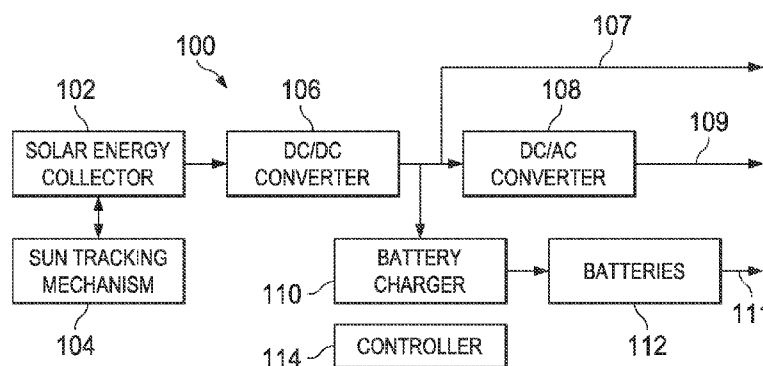 107
100
102
106
108
SOLAR ENERGY
COLLECTOR
DC/DC
CONVERTER
DC/AC
CONVERTER
109
SUN TRACKING
MECHANISM
BATTERY
CHARGER
BATTERIES
110
111
104
114
CONTROLLER
112